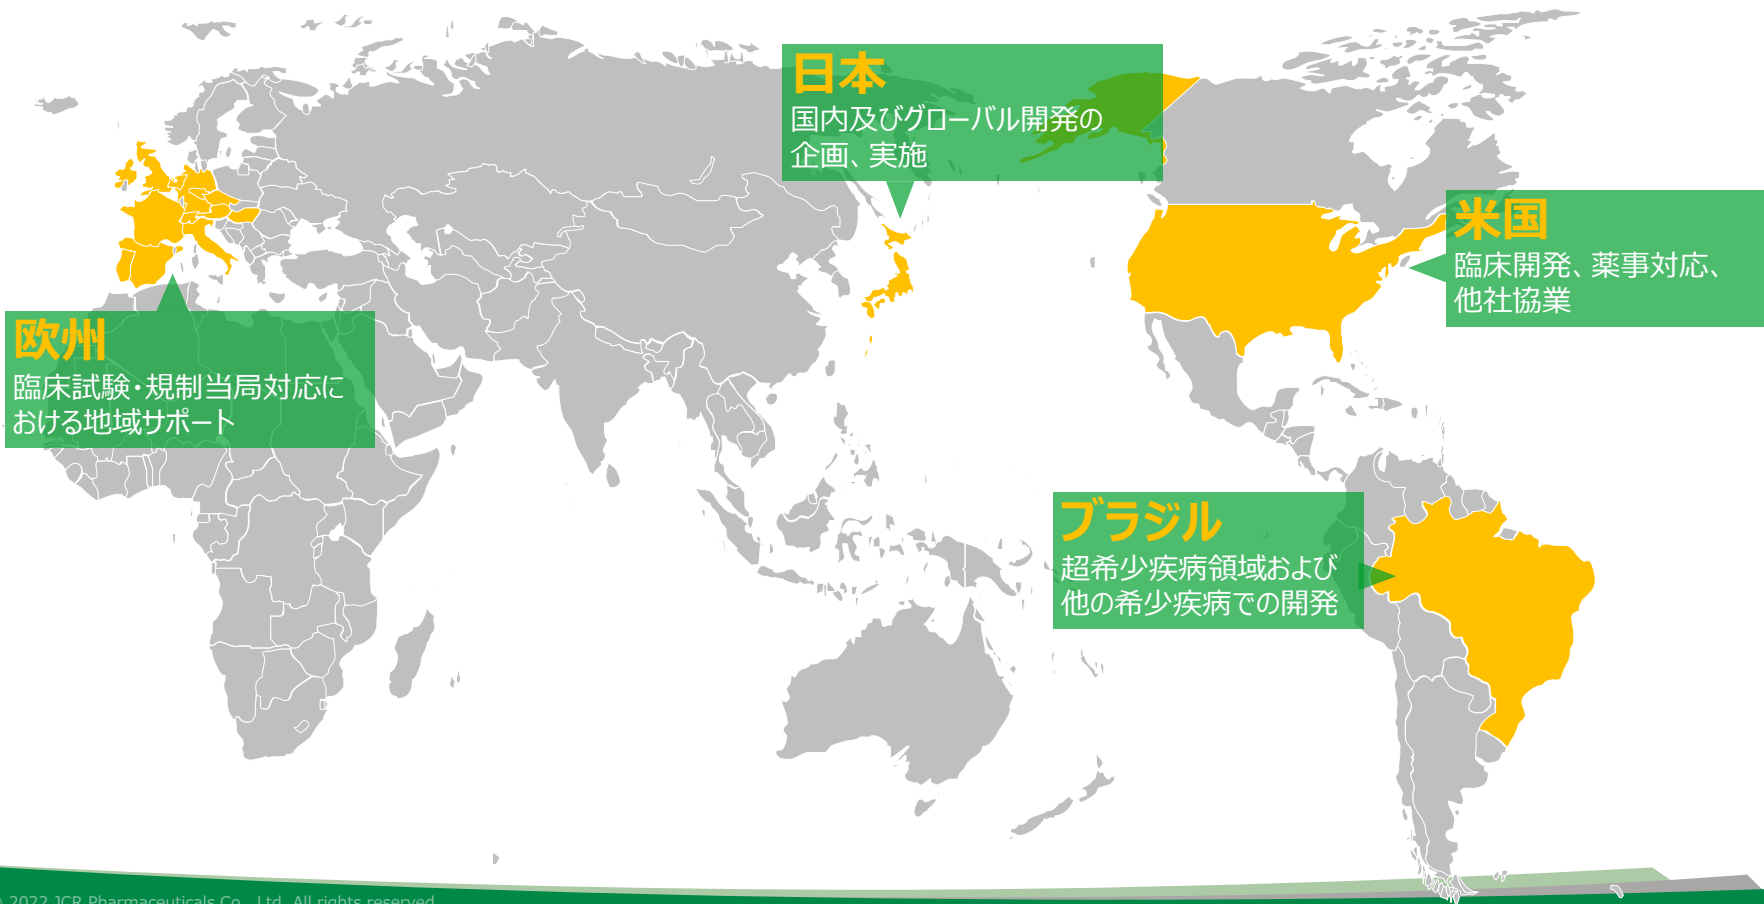 日本
国内及びグローバル開発の
企画、実施
米国
臨床開発、薬事対応、
他社協業
欧州
臨床試験・規制当局対応に
おける地域サポート
ブラジル
超希少疾病領域および
他の希少疾病での開発
© 2022 JCR Pharmaceuticals Co., Ltd. All rights reserved.